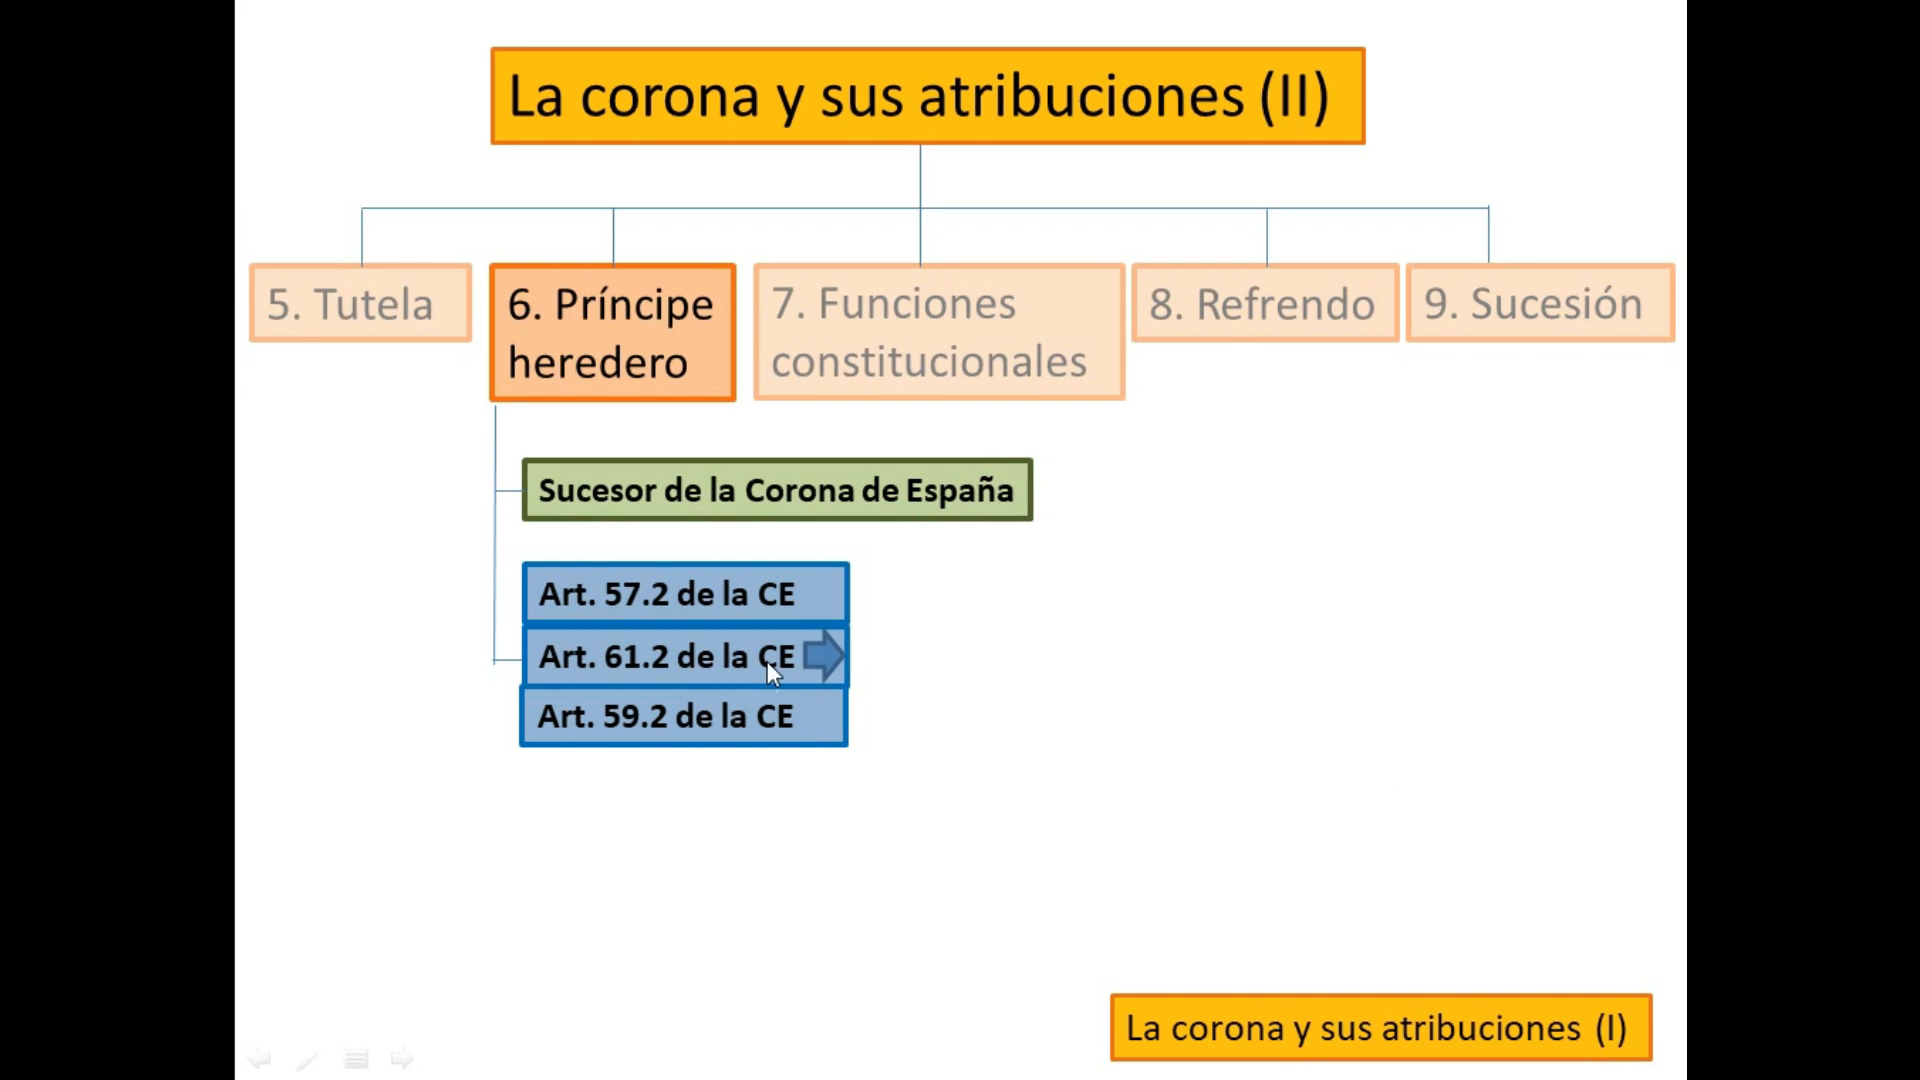 La corona y sus atribuciones (II)
5. Tutela
6. Príncipe
heredero
7. Funciones
constitucionales
8. Refrendo
9. Sucesión
Sucesor de la Corona de España
Art. 57.2 de la CE
Art. 61.2 de la CE
Art. 59.2 de la CE
La corona y sus atribuciones (I)